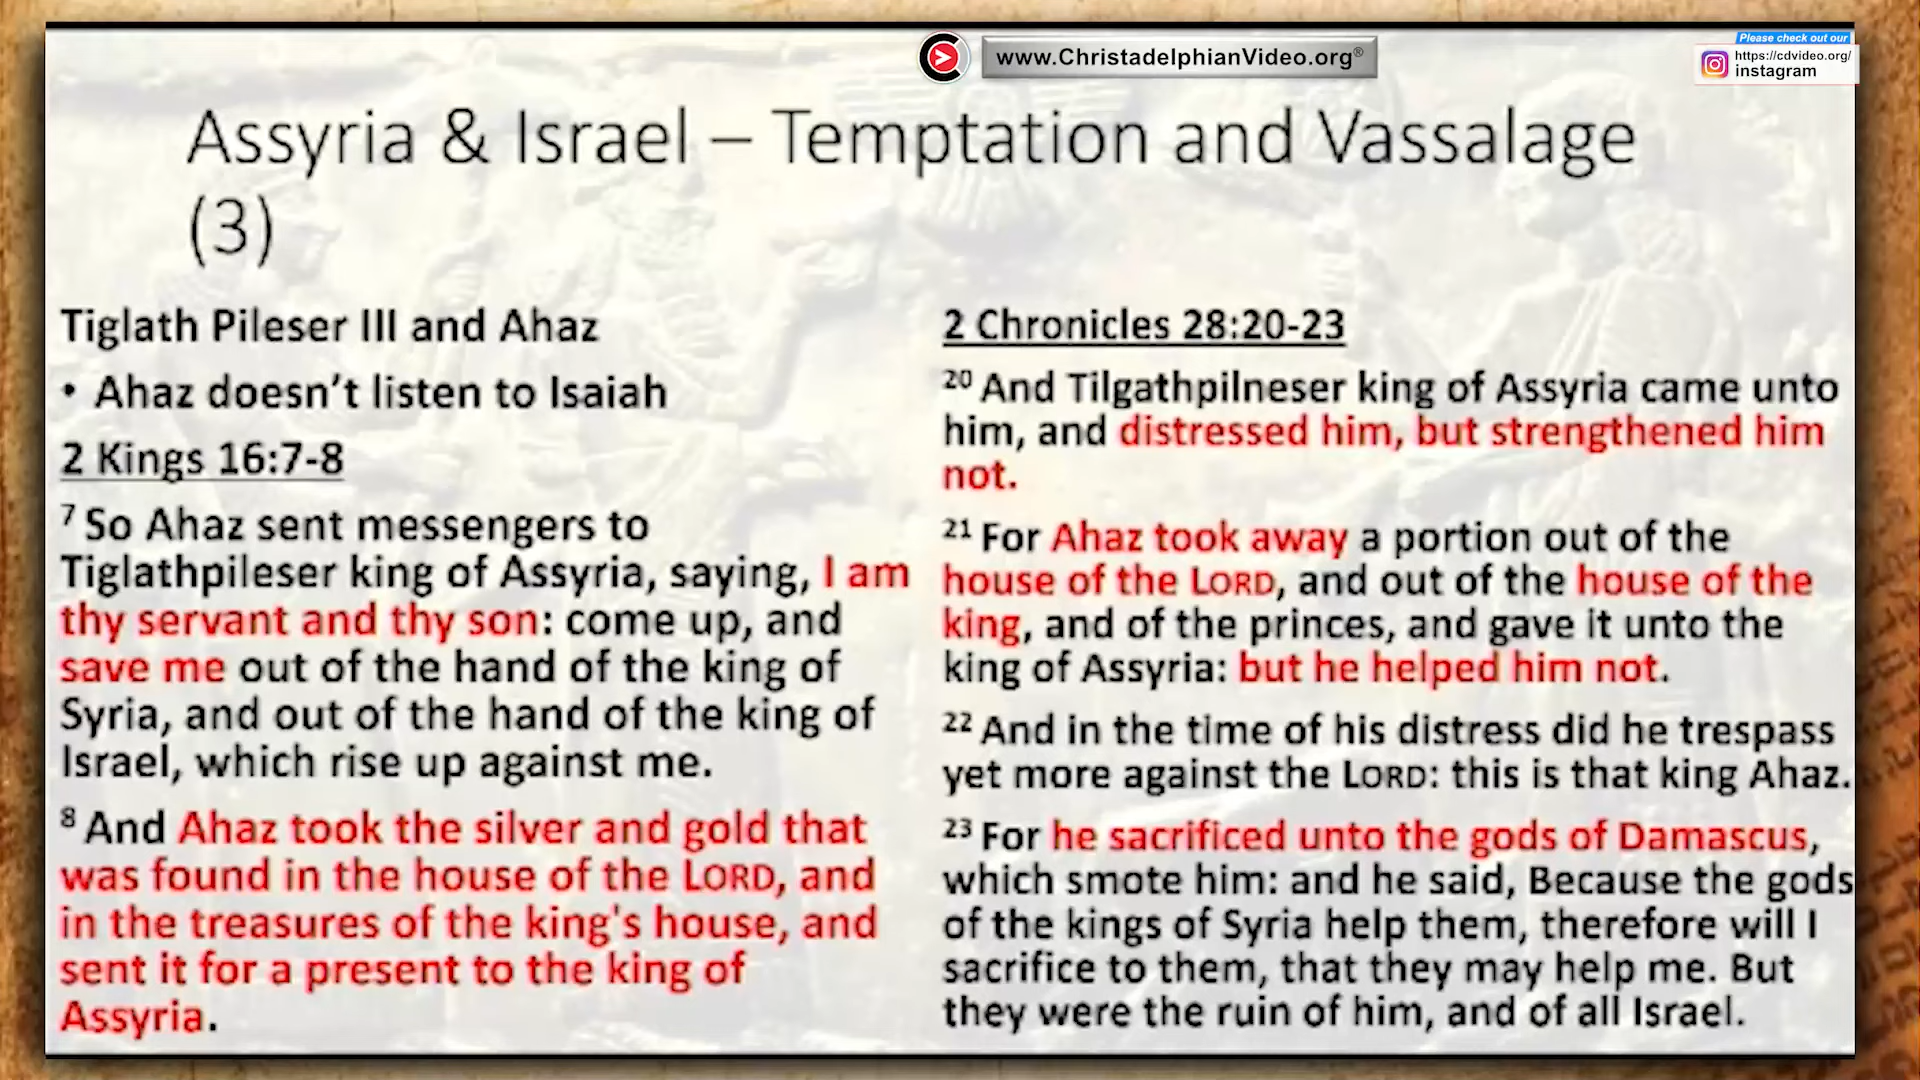 www.ChristadelphianVideo.org®
Please check out our
https://cdvideo.org/
instagram
Assyria & Israel – Temptation and Vassalage
(3)
Tiglath Pileser III and Ahaz
• Ahaz doesn't listen to Isaiah
2 Kings 16:7-8
7 So Ahaz sent messengers to
Tiglathpileser king of Assyria, saying, I am
thy servant and thy son: come up, and
save me out of the hand of the king of
Syria, and out of the hand of the king of
Israel, which rise up against me.
8 And Ahaz took the silver and gold that
was found in the house of the LORD, and
in the treasures of the king's house, and
sent it for a present to the king of
Assyria.
2 Chronicles 28:20-23
20 And Tilgathpilneser king of Assyria came unto
him, and distressed him, but strengthened him
not.
21 For Ahaz took away a portion out of the
house of the LORD, and out of the house of the
king, and of the princes, and gave it unto the
king of Assyria: but he helped him not.
22 And in the time of his distress did he trespass
yet more against the LORD: this is that king Ahaz.
23 For he sacrificed unto the gods of Damascus,
which smote him: and he said, Because the gods
of the kings of Syria help them, therefore will I
sacrifice to them, that they may help me. But
they were the ruin of him, and of all Israel.